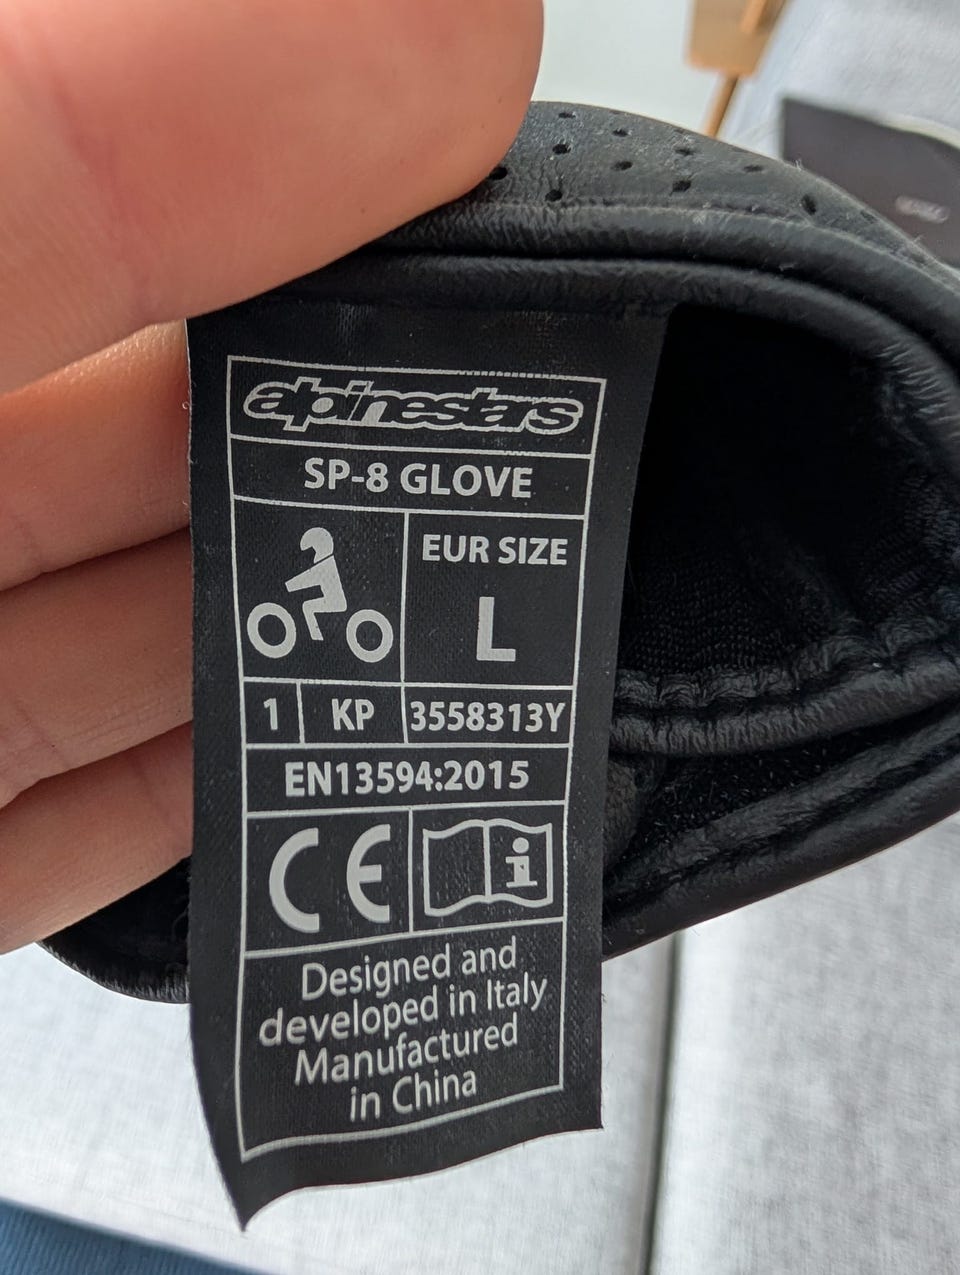 alpinestars
SP-8 GLOVE
EUR SIZE
L
1 KP 3558313Y
EN13594:2015
CE
i
Designed and
developed in Italy
Manufactured
in China